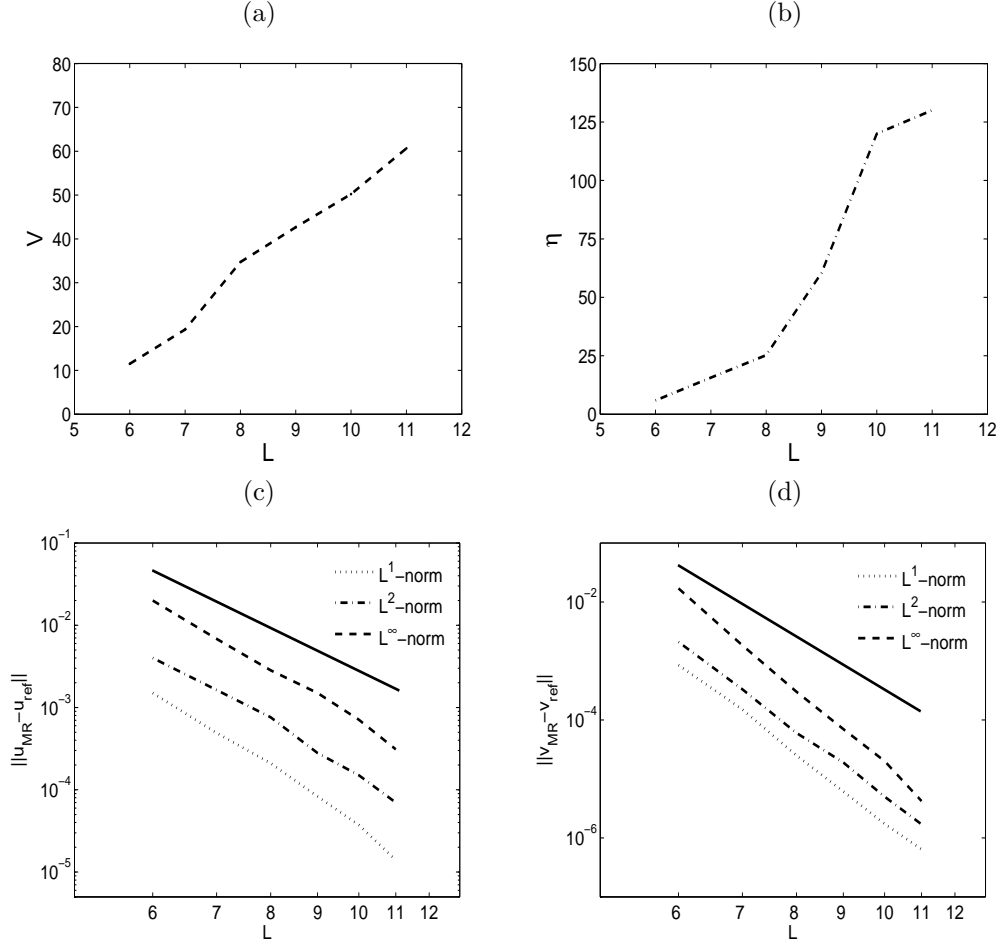 (a)
80
70
60
50
40
30
20
10
0
V
5 6 7 8 9 10 11 12
L
(b)
150
125
100
75
50
25
0
η
5 6 7 8 9 10 11 12
L
(c)
10^-1
10^-2
10^-3
10^-4
10^-5
||u_MR−u_ref||
L^1−norm
L^2−norm
L^∞−norm
6 7 8 9 10 11 12
L
(d)
10^-2
10^-4
10^-6
||v_MR−v_ref||
L^1−norm
L^2−norm
L^∞−norm
6 7 8 9 10 11 12
L